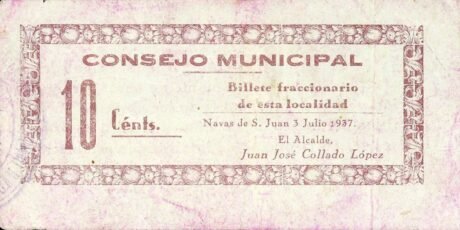 CONSEJO MUNICIPAL
10 Cénts.
Billete fraccionario
de esta localidad
Navas de S. Juan 3 Julio 1937.
El Alcalde,
Juan José Collado López